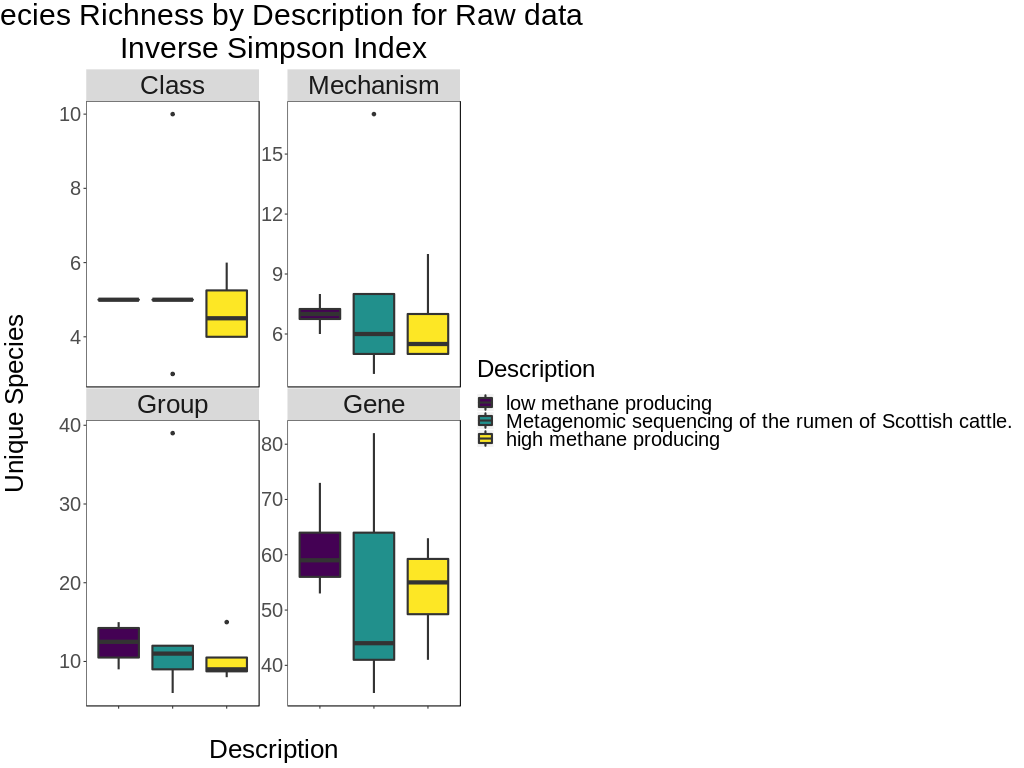 ecies Richness by Description for Raw data
Inverse Simpson Index
Class
Mechanism
10
8
6
4
15
12
9
6
Group
Gene
40
30
20
10
80
70
60
50
40
Unique Species
Description
Description
low methane producing
Metagenomic sequencing of the rumen of Scottish cattle.
high methane producing